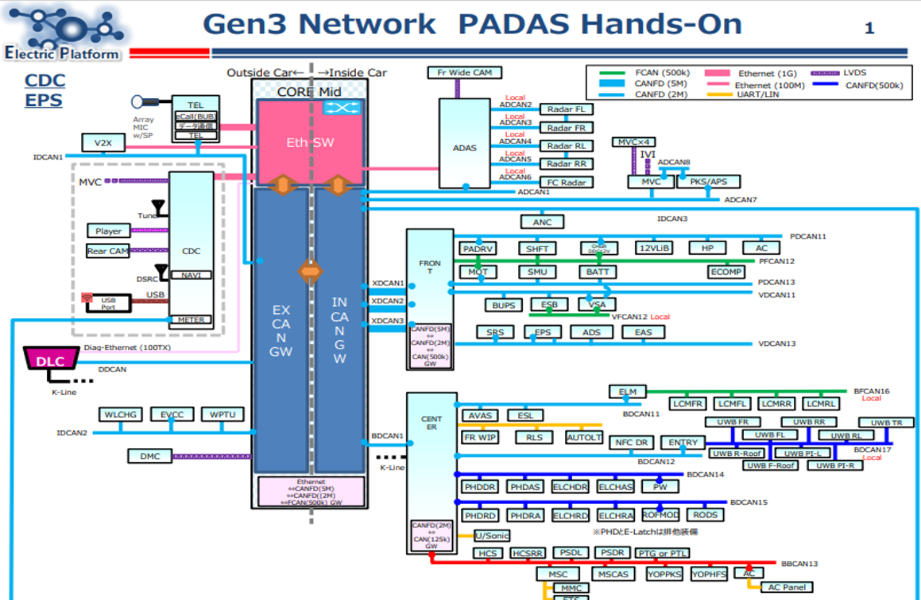 Gen3 Network PADAS Hands-On
1
Electric Platform
CDC
EPS
Outside Car←
→Inside Car
FCAN (500k)
Ethernet (1G)
LVDS
CANFD (5M)
Ethernet (100M)
CANFD(500k)
CANFD (2M)
UART/LIN
Array
MIC
w/SP
TEL
eCall(BUB)
データ通信
TEL
V2X
IDCAN1
MVC
Tuner
Player
Rear CAM
DSRC
USB
Port
USB
CDC
NAVI
METER
Diag-Ethernet (100TX)
DLC
DDCAN
K-Line
WLCHG
EVCC
WPTU
IDCAN2
DMC
CORE Mid
Eth-SW
EX
CA
N
GW
IN
CA
N
GW
Ethernet
⇔CANFD(5M)
⇔CANFD((2M)
⇔FCAN(500k) GW
Fr Wide CAM
ADAS
Local
ADCAN2
Radar FL
Local
ADCAN3
Radar FR
Local
ADCAN4
Radar RL
Local
ADCAN5
Radar RR
Local
ADCAN6
FC Radar
ADCAN1
MVC×4
IVI
ADCAN8
MVC
PKS/APS
ADCAN7
IDCAN3
ANC
FRON
T
PDCAN11
PADRV
SHFT
12VLiB
HP
AC
PFCAN12
MOT
SMU
BATT
ECOMP
PDCAN13
XDCAN1
VDCAN11
XDCAN2
BUPS
ESB
VSA
XDCAN3
VFCAN12 Local
SRS
EPS
ADS
EAS
VDCAN13
CANFD(5M)
⇔
CANFD(2M)
⇔
CAN(500k)
GW
CENT
ER
ELM
BFCAN16
Local
LCMFR
LCMFL
LCMRR
LCMRL
BDCAN11
AVAS
ESL
FR WIP
RLS
AUTOLT
BDCAN1
K-Line
NFC DR
ENTRY
BDCAN12
UWB FR
UWB RR
UWB TR
UWB FL
UWB RL
BDCAN17
Local
UWB R-Roof
UWB PI-L
UWB F-Roof
UWB PI-R
BDCAN14
PHDDR
PHDAS
ELCHDR
ELCHAS
PW
BDCAN15
PHDRD
PHDRA
ELCHRD
ELCHRA
ROFMOD
RODS
※PHDとE-Latchは排他装備
CANFD(2M)
⇔
CAN(125k)
GW
U/Sonic
HCS
HCSRR
PSDL
PSDR
PTG or PTL
BBCAN13
MSC
MSCAS
YOPPKS
YOPHFS
AC
MMC
AC Panel